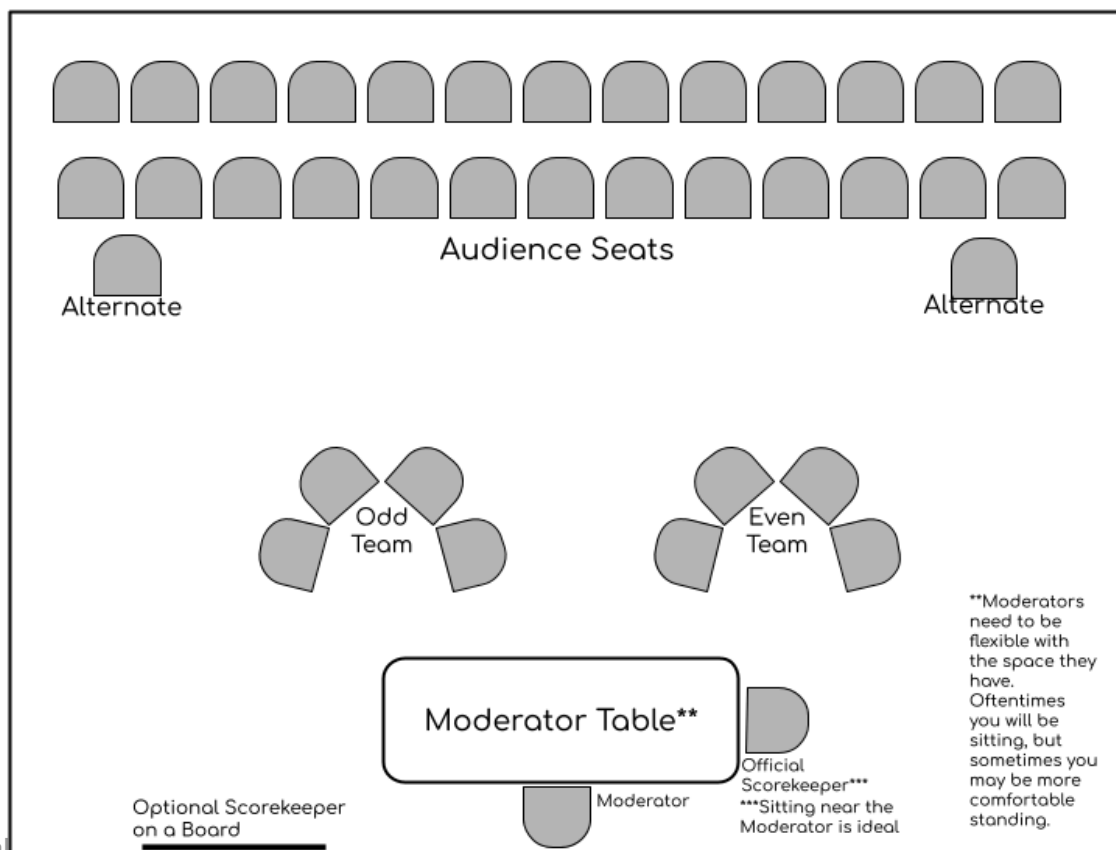 Audience Seats
Alternate
Alternate
Odd
Team
Even
Team
**Moderators
need to be
flexible with
the space they
have.
Oftentimes
you will be
sitting, but
sometimes you
may be more
comfortable
standing.
Moderator Table**
Official
Scorekeeper***
***Sitting near the
Moderator is ideal
Moderator
Optional Scorekeeper
on a Board